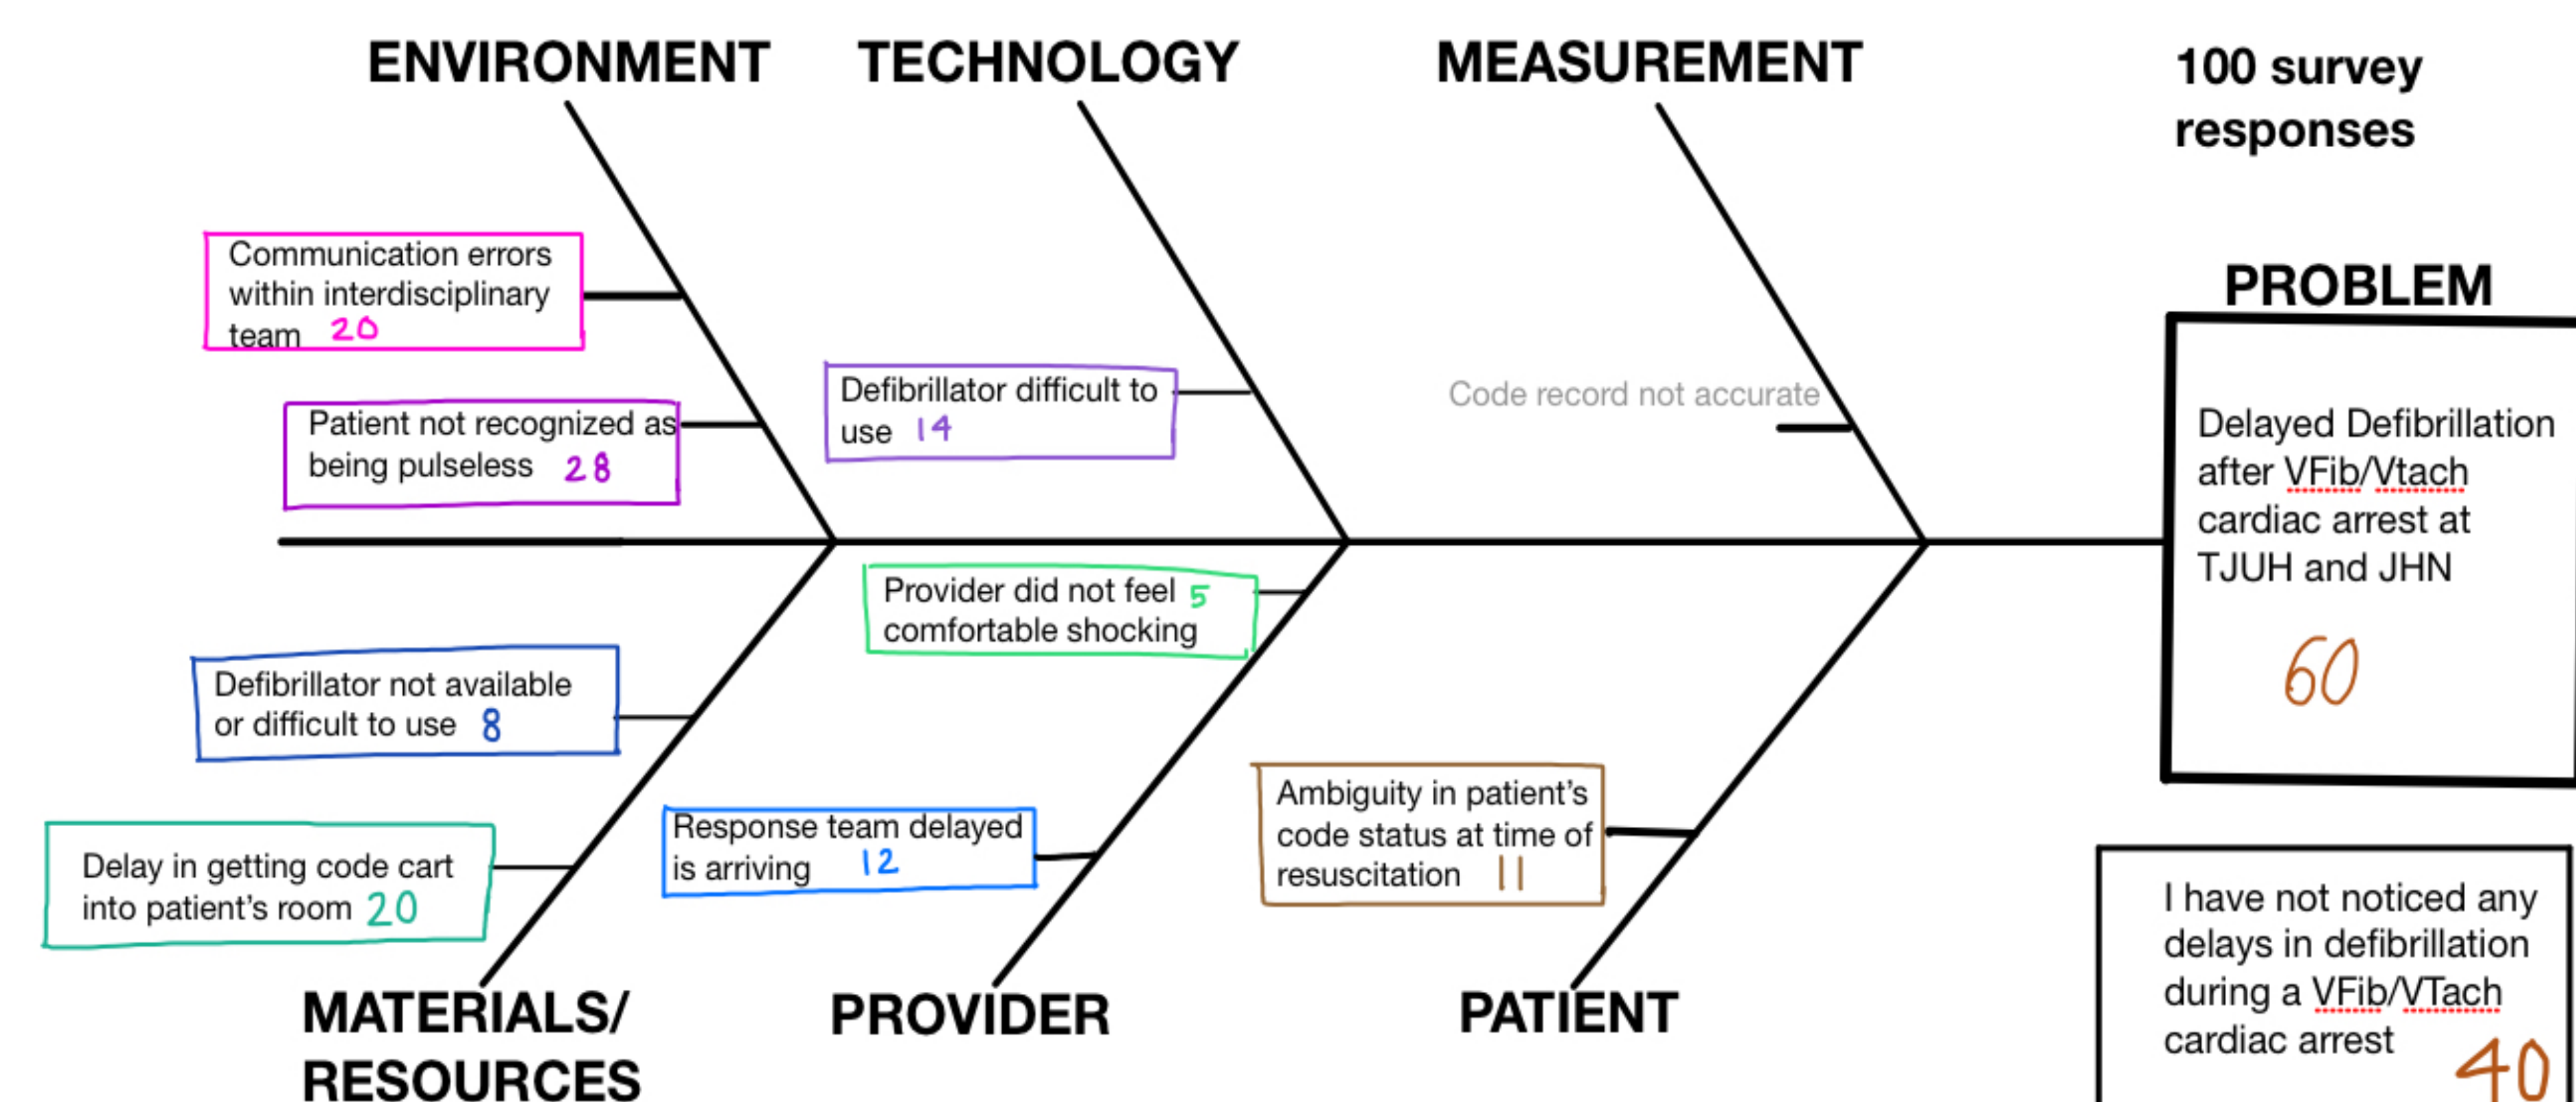 ENVIRONMENT
TECHNOLOGY
MEASUREMENT
100 survey
responses
Communication errors
within interdisciplinary
team 20
Patient not recognized as
being pulseless 28
Defibrillator difficult to
use 14
Code record not accurate
PROBLEM
Delayed Defibrillation
after VFib/Vtach
cardiac arrest at
TJUH and JHN
60
Provider did not feel 5
comfortable shocking
Defibrillator not available
or difficult to use 8
Delay in getting code cart
into patient's room 20
Response team delayed
is arriving 12
Ambiguity in patient's
code status at time of
resuscitation 11
I have not noticed any
delays in defibrillation
during a VFib/VTach
cardiac arrest
40
MATERIALS/
RESOURCES
PROVIDER
PATIENT